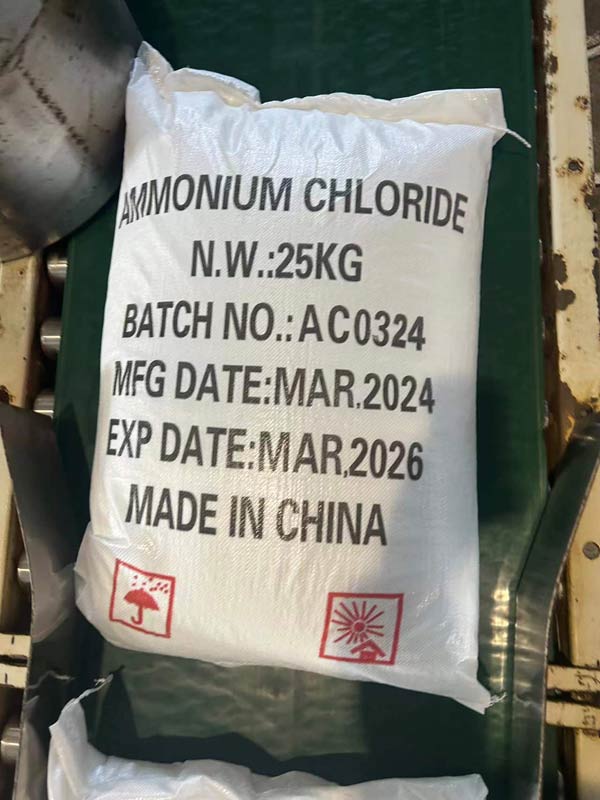 AMMONIUM CHLORIDE
N.W.:25KG
BATCH NO.: AC0324
MFG DATE:MAR.2024
EXP DATE:MAR.2026
MADE IN CHINA